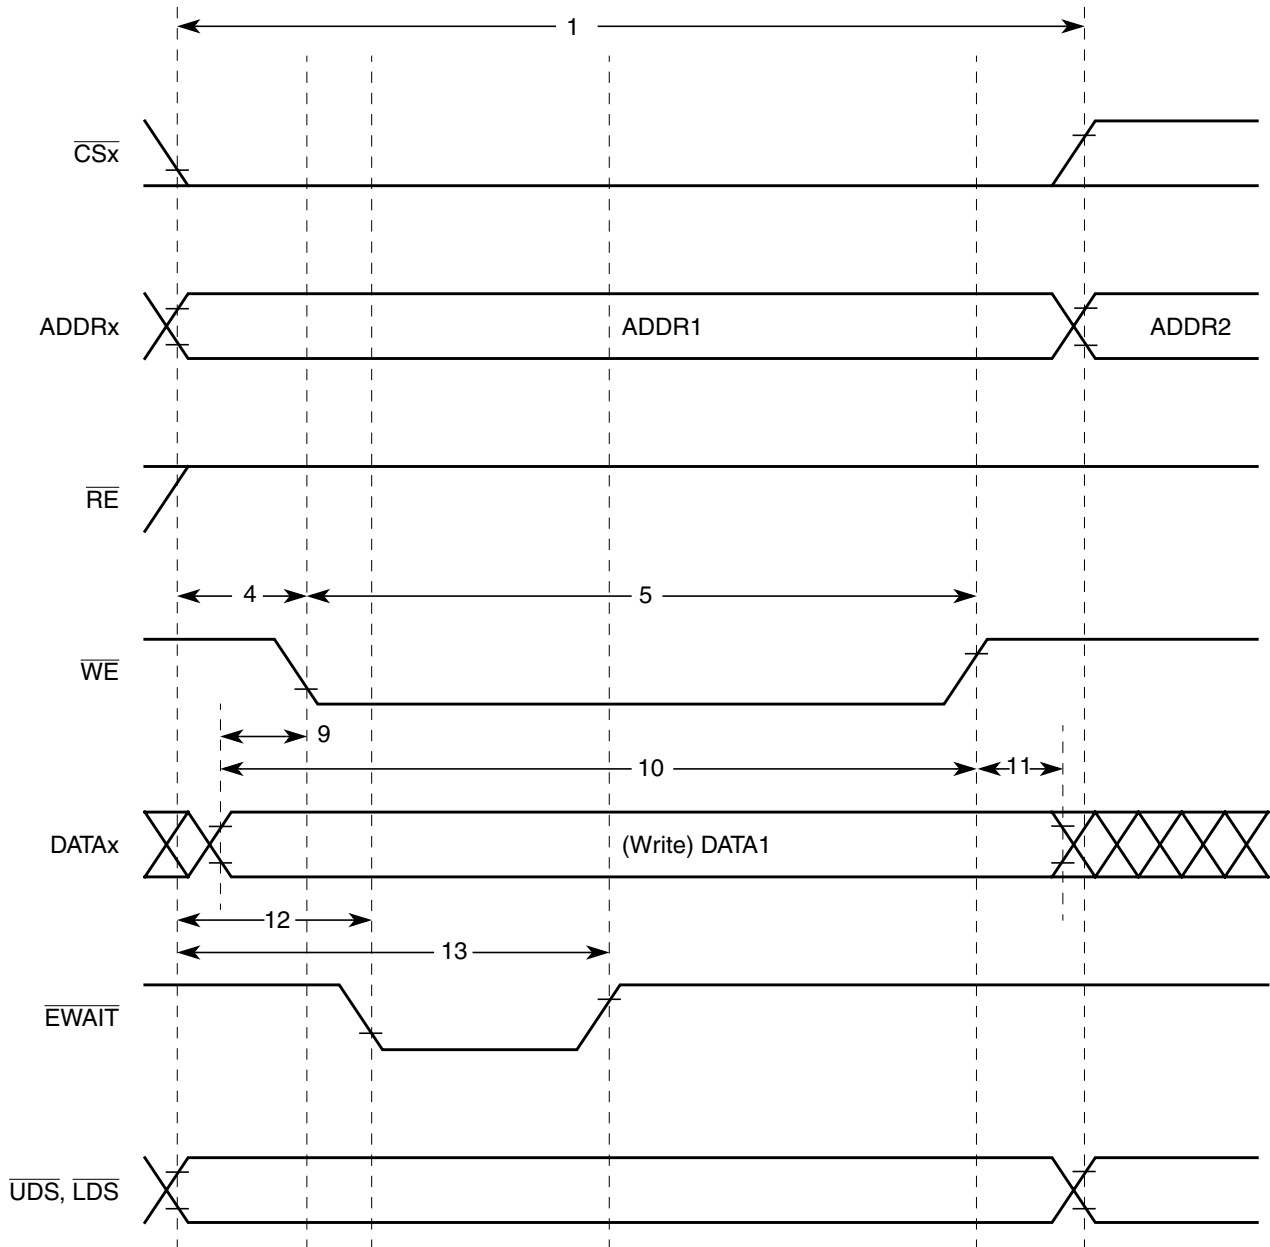 1
CSx
ADDRx
ADDR1
ADDR2
RE
4
5
WE
9
10
11
DATAx
(Write) DATA1
12
13
EWAIT
UDS, LDS